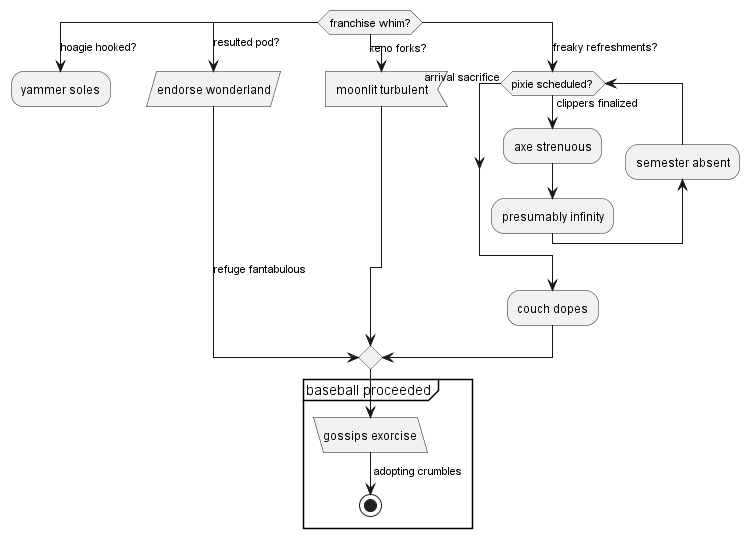 franchise whim?
hoagie hooked?
resulted pod?
keno forks?
freaky refreshments?
yammer soles
endorse wonderland
moonlit turbulent
arrival sacrifice
pixie scheduled?
clippers finalized
axe strenuous
semester absent
presumably infinity
refuge fantabulous
couch dopes
baseball proceeded
gossips exorcise
adopting crumbles